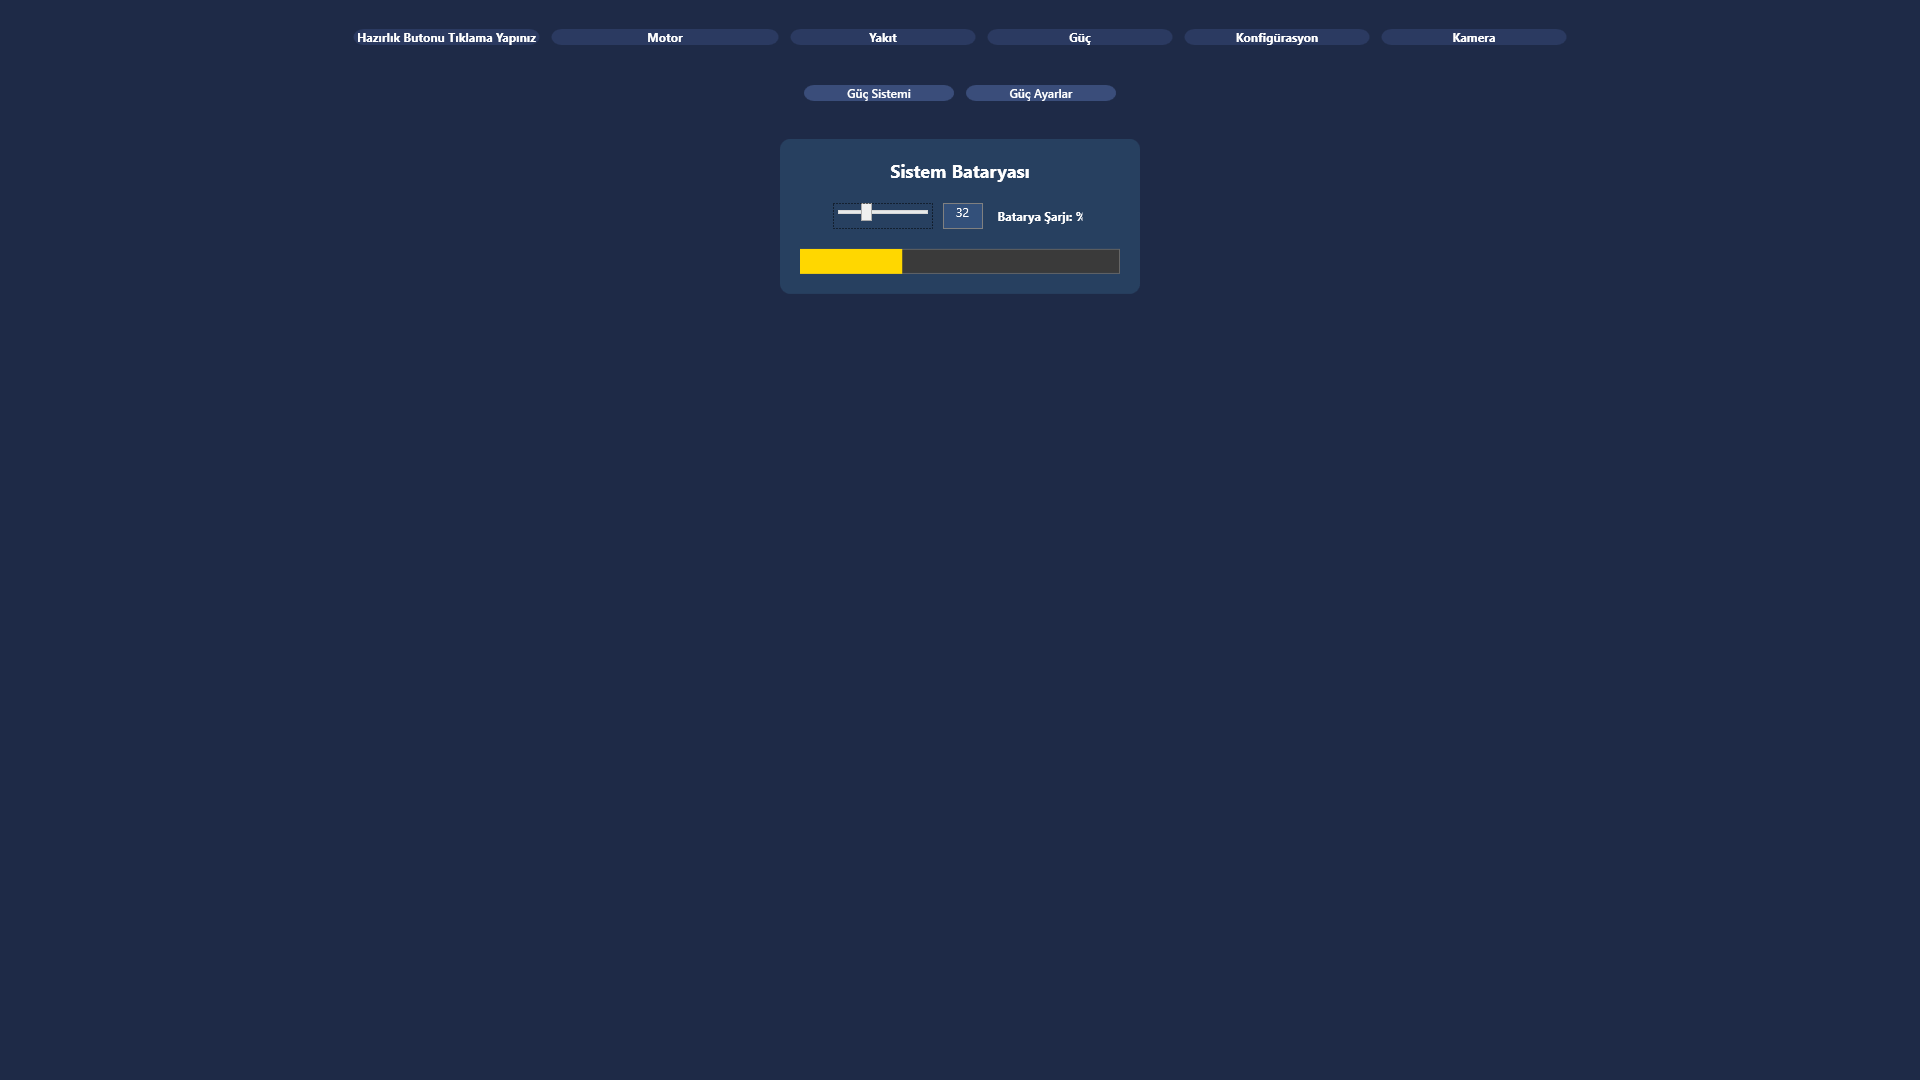 Hazırlık Butonu Tıklama Yapınız Motor Yakıt Güç Konfigürasyon Kamera
Güç Sistemi Güç Ayarlar
Sistem Bataryası
32 Batarya Şarjı: %